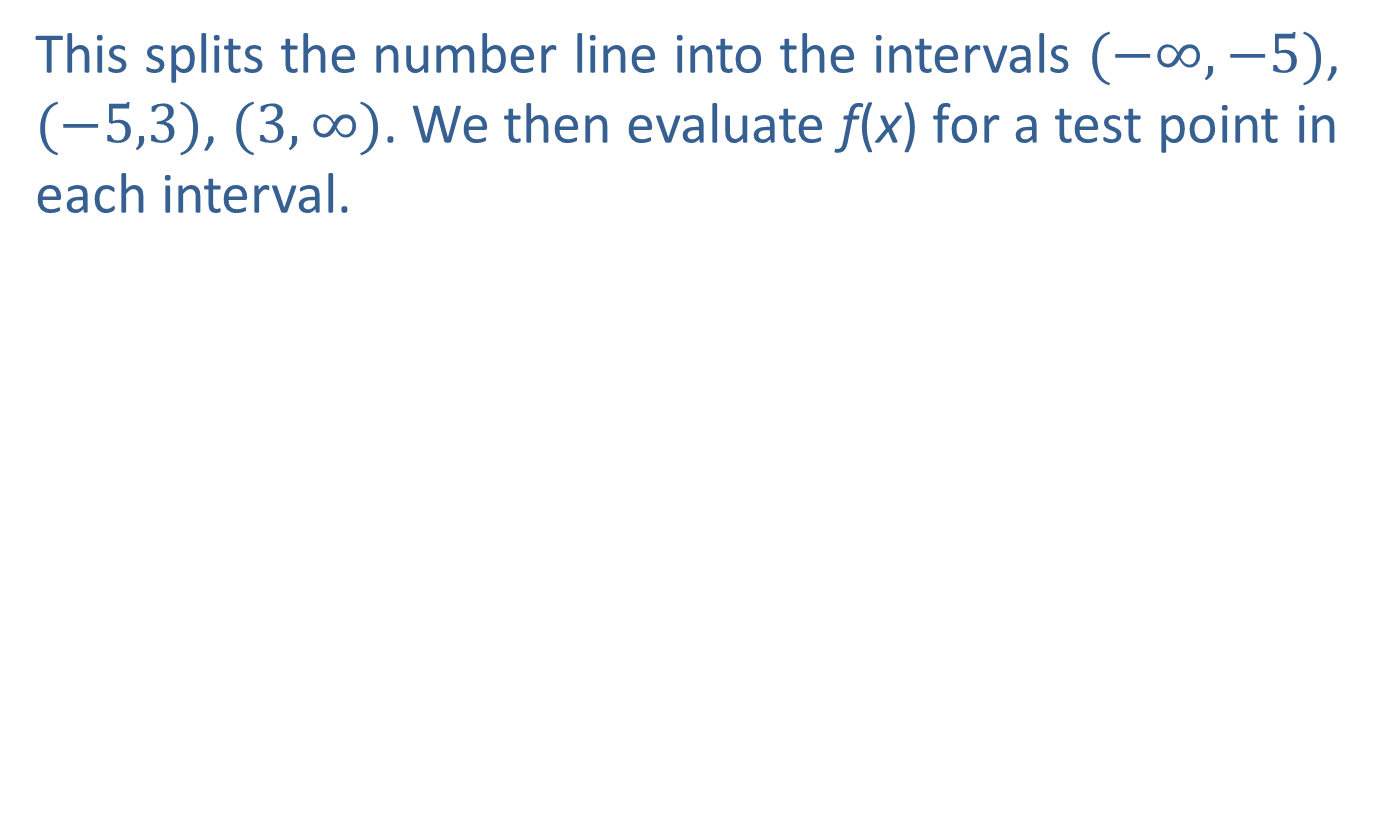 This splits the number line into the intervals (−∞, −5),
(−5,3), (3, ∞). We then evaluate f(x) for a test point in
each interval.